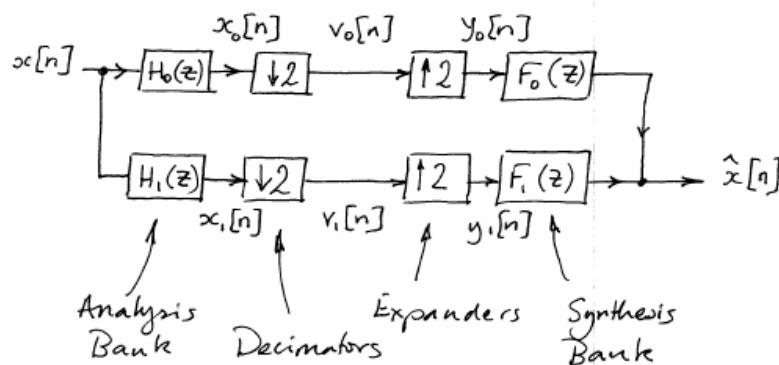 x₀[n] v₀[n] y₀[n]
x[n] H₀(z) ↓2 ↑2 F₀(z)
H₁(z) ↓2 ↑2 F₁(z) x̂[n]
x₁[n] v₁[n] y₁[n]
Analysis Bank
Decimators
Expanders
Synthesis Bank